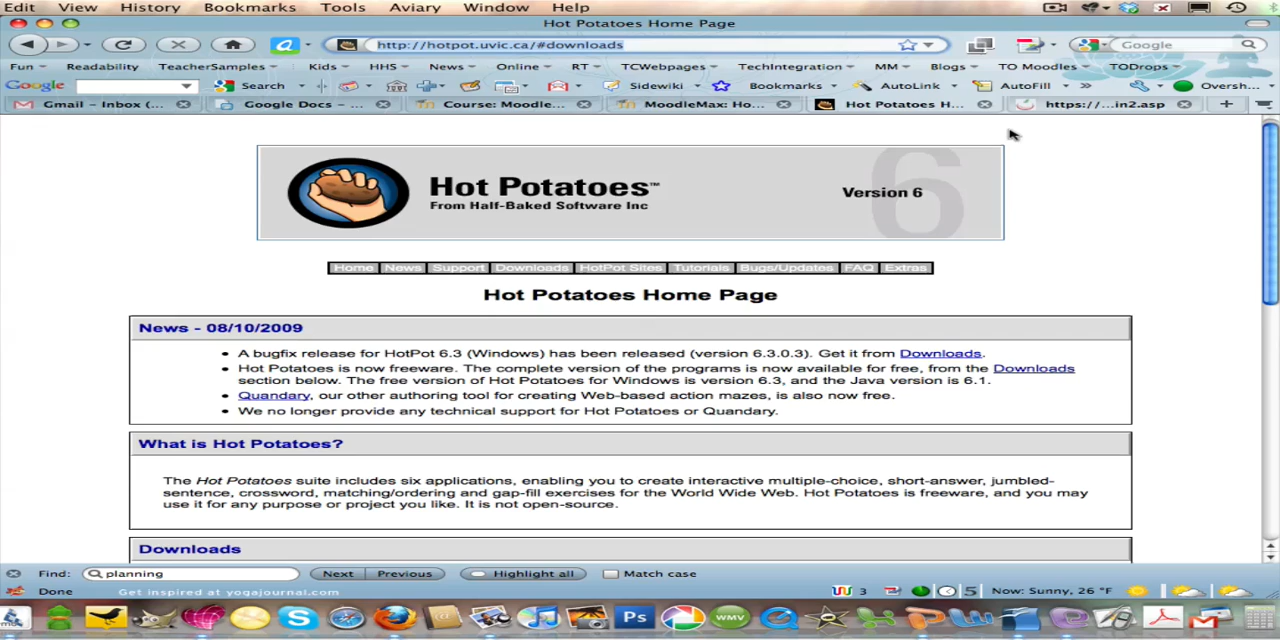 Edit View History Bookmarks Tools Aviary Window Help
Hot Potatoes Home Page
http://hotpot.uvic.ca/#downloads Google
Fun Readability TeacherSamples Kids HHS News Online RT TCWebpages TechIntegration MM Blogs TO Moodles TODrops
Google Search Sidewiki Bookmarks AutoLink AutoFill Oversh...
Gmail - Inbox (... Google Docs - ... Course: Moodle... MoodleMax: Ho... Hot Potatoes H... https:/...in2.asp
Hot Potatoes™
From Half-Baked Software Inc
Version 6
6
Home News Support Downloads HotPot Sites Tutorials Bugs/Updates FAQ Extras
Hot Potatoes Home Page
News - 08/10/2009
• A bugfix release for HotPot 6.3 (Windows) has been released (version 6.3.0.3). Get it from Downloads.
• Hot Potatoes is now freeware. The complete version of the programs is now available for free, from the Downloads
section below. The free version of Hot Potatoes for Windows is version 6.3, and the Java version is 6.1.
• Quandary, our other authoring tool for creating Web-based action mazes, is also now free.
• We no longer provide any technical support for Hot Potatoes or Quandary.
What is Hot Potatoes?
The Hot Potatoes suite includes six applications, enabling you to create interactive multiple-choice, short-answer, jumbled-
sentence, crossword, matching/ordering and gap-fill exercises for the World Wide Web. Hot Potatoes is freeware, and you may
use it for any purpose or project you like. It is not open-source.
Downloads
Find: planning Next Previous Highlight all Match case
Done Get inspired at yogajournal.com 3 5 Now: Sunny, 26 °F
Ps WMV